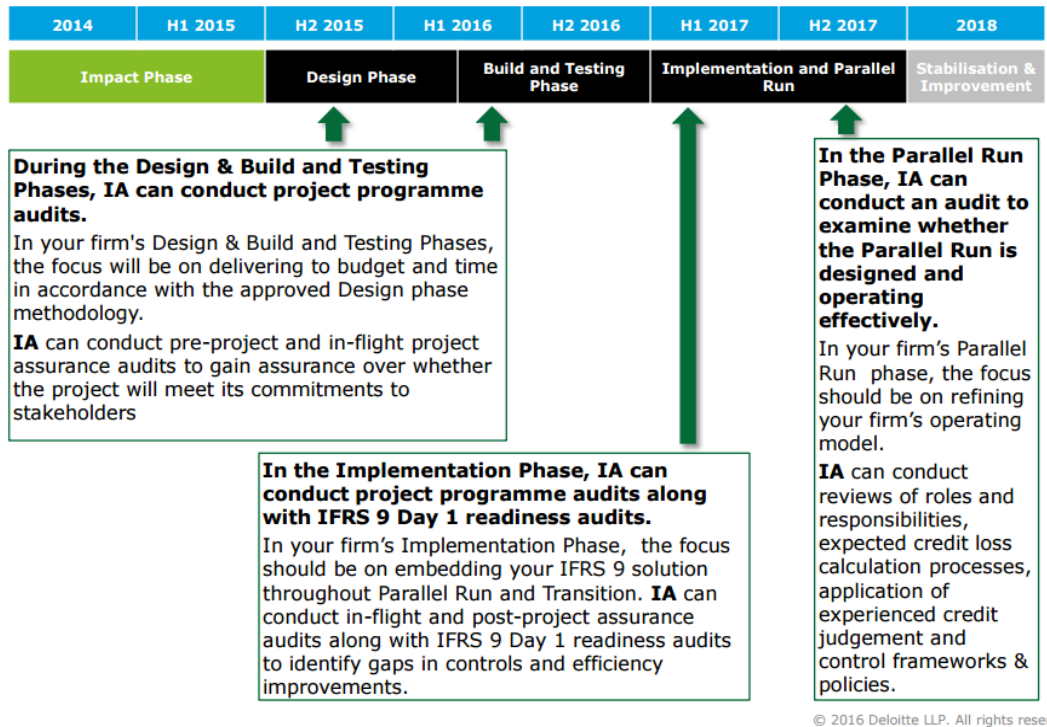 2014 H1 2015 H2 2015 H1 2016 H2 2016 H1 2017 H2 2017 2018
Impact Phase
Design Phase
Build and Testing
Phase
Implementation and Parallel
Run
Stabilisation &
Improvement
During the Design & Build and Testing
Phases, IA can conduct project programme
audits.
In your firm's Design & Build and Testing Phases,
the focus will be on delivering to budget and time
in accordance with the approved Design phase
methodology.
IA can conduct pre-project and in-flight project
assurance audits to gain assurance over whether
the project will meet its commitments to
stakeholders
In the Implementation Phase, IA can
conduct project programme audits along
with IFRS 9 Day 1 readiness audits.
In your firm’s Implementation Phase, the focus
should be on embedding your IFRS 9 solution
throughout Parallel Run and Transition. IA can
conduct in-flight and post-project assurance
audits along with IFRS 9 Day 1 readiness audits
to identify gaps in controls and efficiency
improvements.
In the Parallel Run
Phase, IA can
conduct an audit to
examine whether
the Parallel Run is
designed and
operating
effectively.
In your firm’s Parallel
Run phase, the focus
should be on refining
your firm’s operating
model.
IA can conduct
reviews of roles and
responsibilities,
expected credit loss
calculation processes,
application of
experienced credit
judgement and
control frameworks &
policies.
© 2016 Deloitte LLP. All rights rese